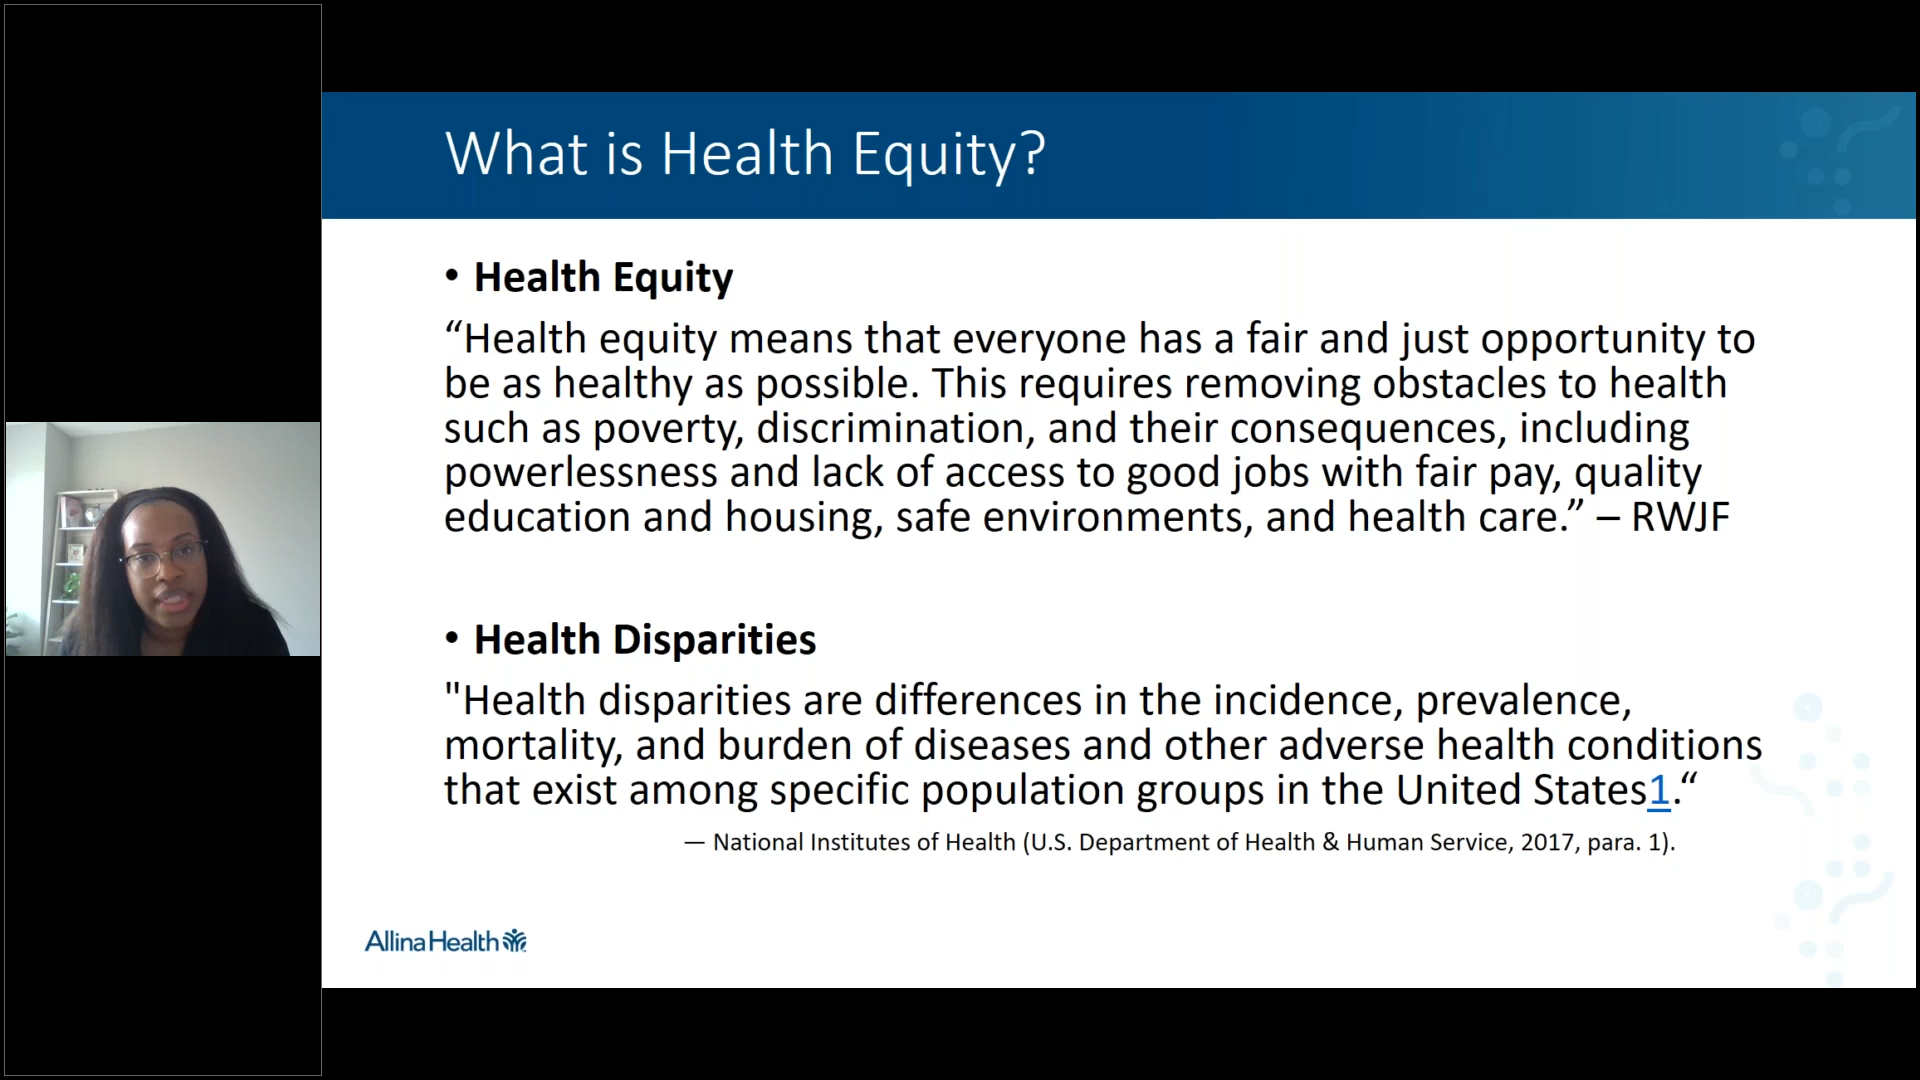 What is Health Equity?
• Health Equity
“Health equity means that everyone has a fair and just opportunity to
be as healthy as possible. This requires removing obstacles to health
such as poverty, discrimination, and their consequences, including
powerlessness and lack of access to good jobs with fair pay, quality
education and housing, safe environments, and health care.” – RWJF
• Health Disparities
"Health disparities are differences in the incidence, prevalence,
mortality, and burden of diseases and other adverse health conditions
that exist among specific population groups in the United States1.“
— National Institutes of Health (U.S. Department of Health & Human Service, 2017, para. 1).
Allina Health